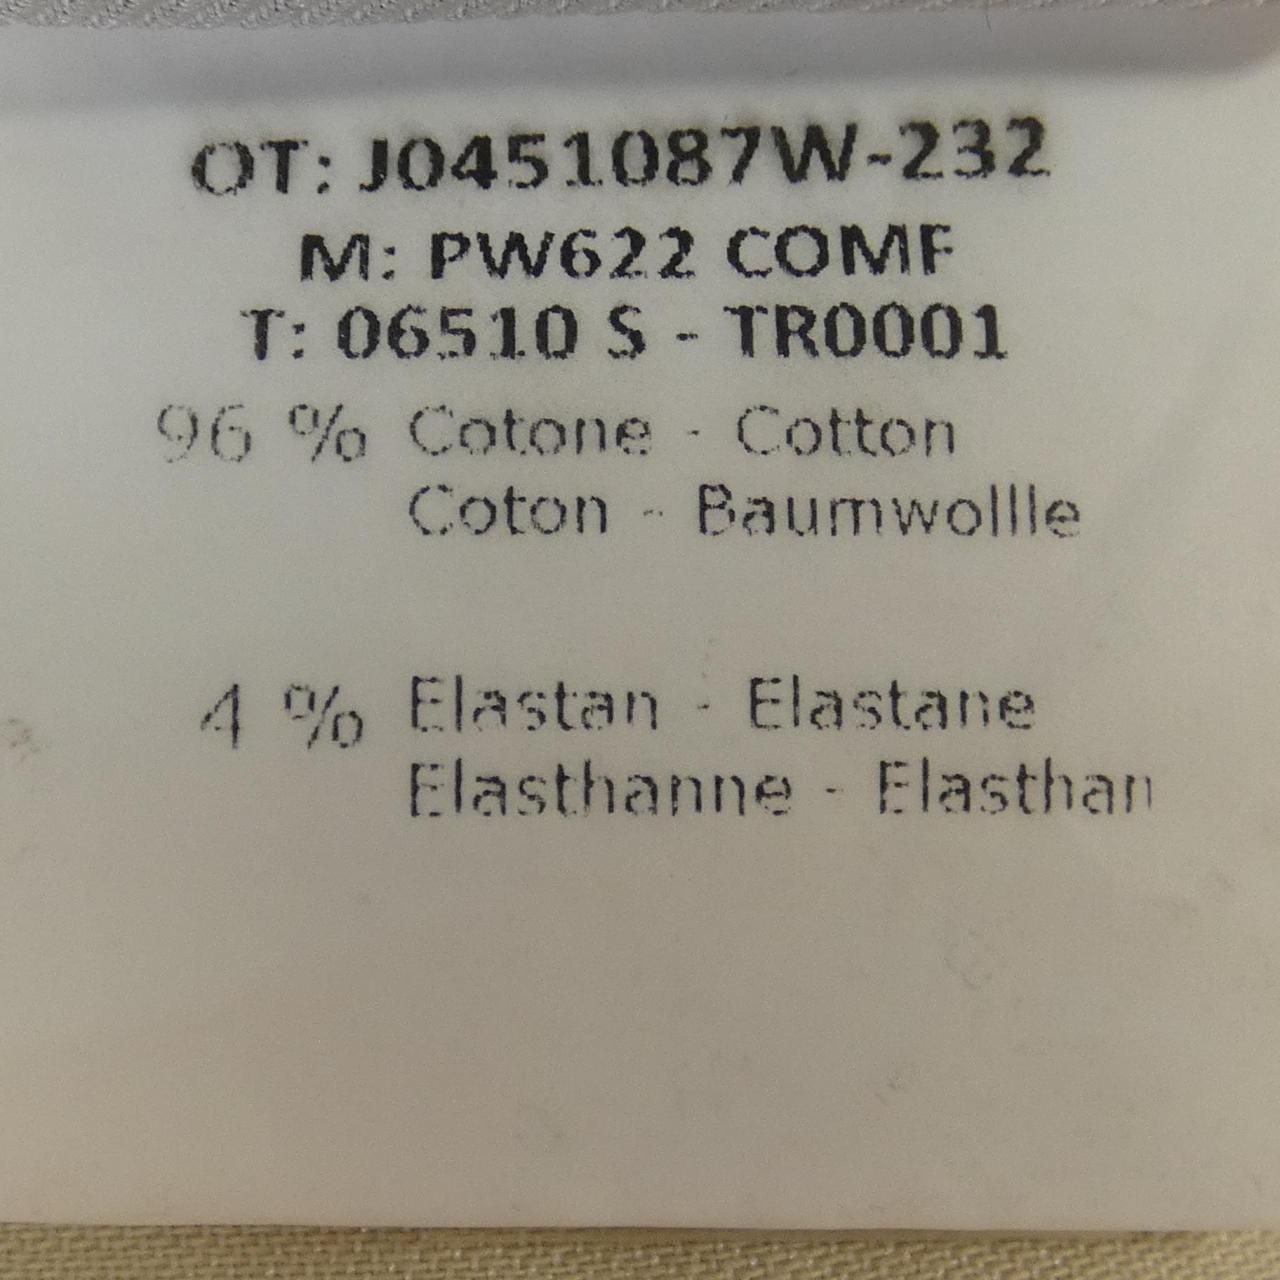 OT: J0451087W-232
M: PW622 COMF
T: 06510 S - TR0001
96 % Cotone - Cotton
Coton - Baumwollle
4 % Elastan - Elastane
Elasthanne - Elasthan